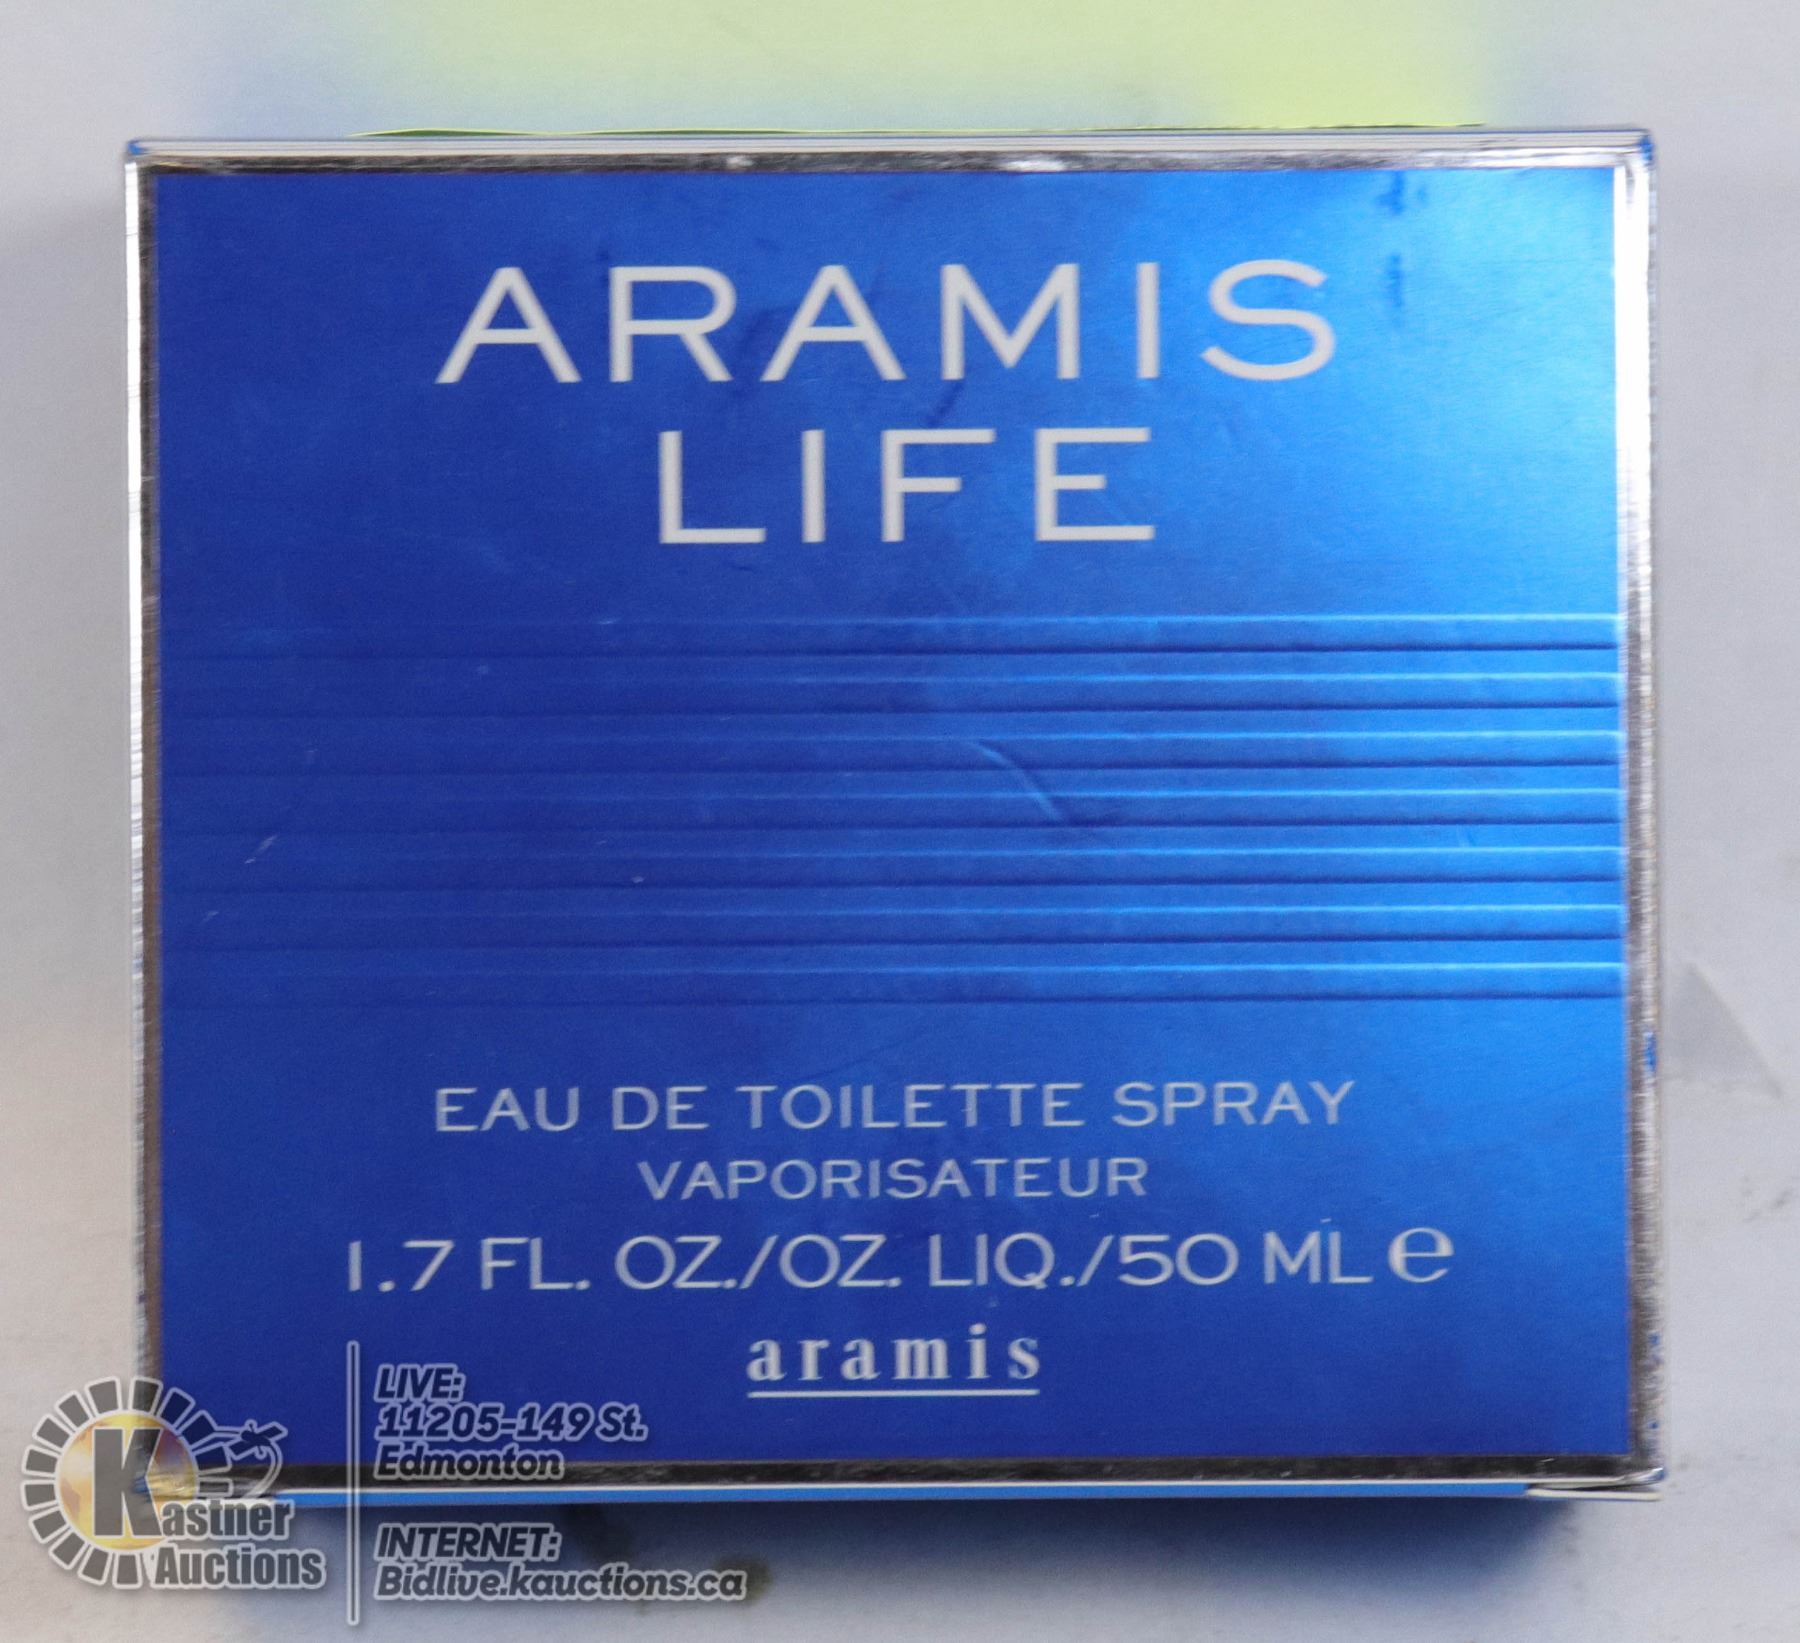 ARAMIS
LIFE
EAU DE TOILETTE SPRAY
VAPORISATEUR
1.7 FL. OZ./OZ. LIQ./50 ML e
aramis
LIVE:
11205-149 St.
Edmonton
Kastner
Auctions
INTERNET:
Bidlive.kauctions.ca